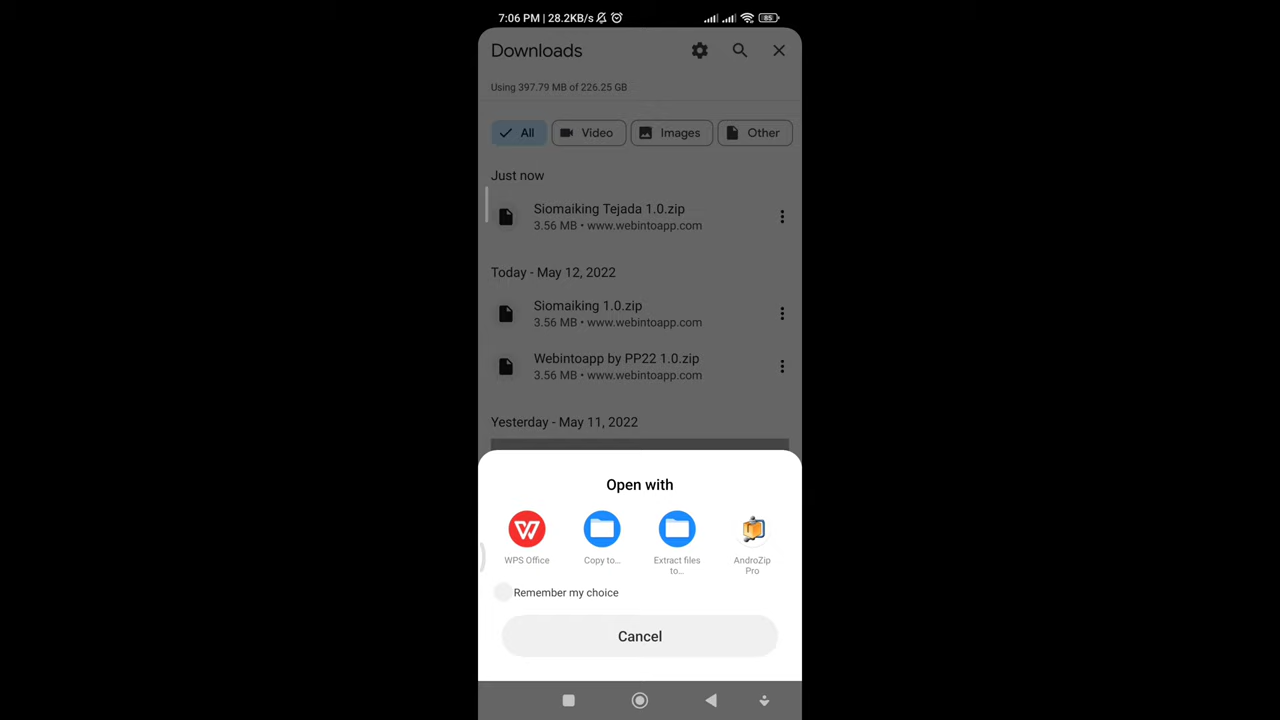 7:06 PM | 28.2KB/s 85
Downloads
Using 397.79 MB of 226.25 GB
All Video Images Other
Just now
Siomaiking Tejada 1.0.zip
3.56 MB • www.webintoapp.com
Today - May 12, 2022
Siomaiking 1.0.zip
3.56 MB • www.webintoapp.com
Webintoapp by PP22 1.0.zip
3.56 MB • www.webintoapp.com
Yesterday - May 11, 2022
Open with
WPS Office
Copy to...
Extract files
to...
AndroZip
Pro
Remember my choice
Cancel